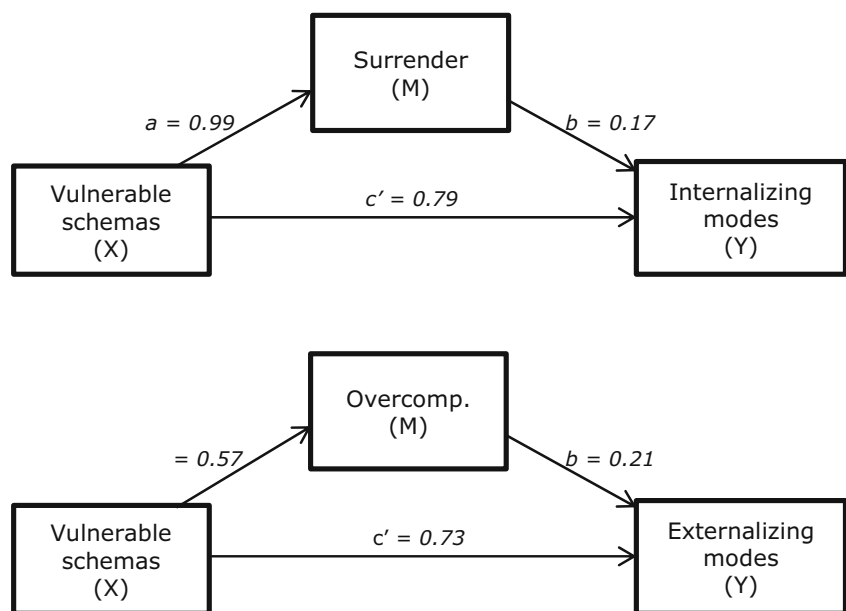 Surrender
(M)
a = 0.99
b = 0.17
Vulnerable
schemas
(X)
c’ = 0.79
Internalizing
modes
(Y)
Overcomp.
(M)
= 0.57
b = 0.21
Vulnerable
schemas
(X)
c’ = 0.73
Externalizing
modes
(Y)